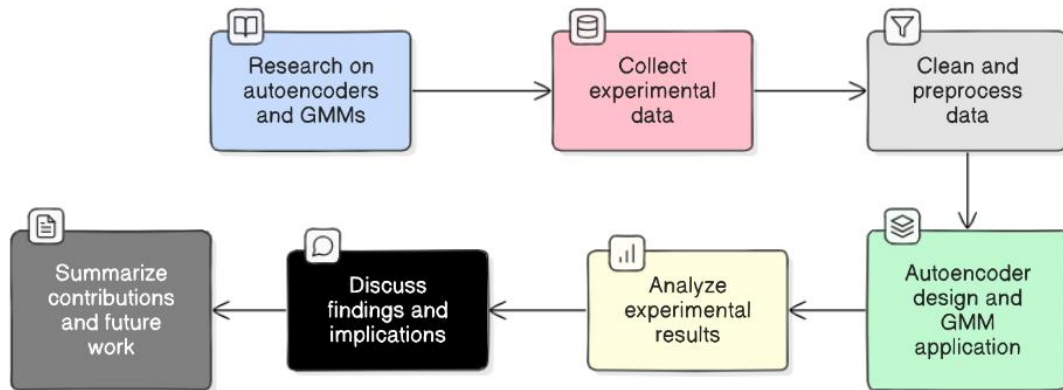 Research on
autoencoders
and GMMs
Collect
experimental
data
Clean and
preprocess
data
Autoencoder
design and
GMM
application
Analyze
experimental
results
Discuss
findings and
implications
Summarize
contributions
and future
work